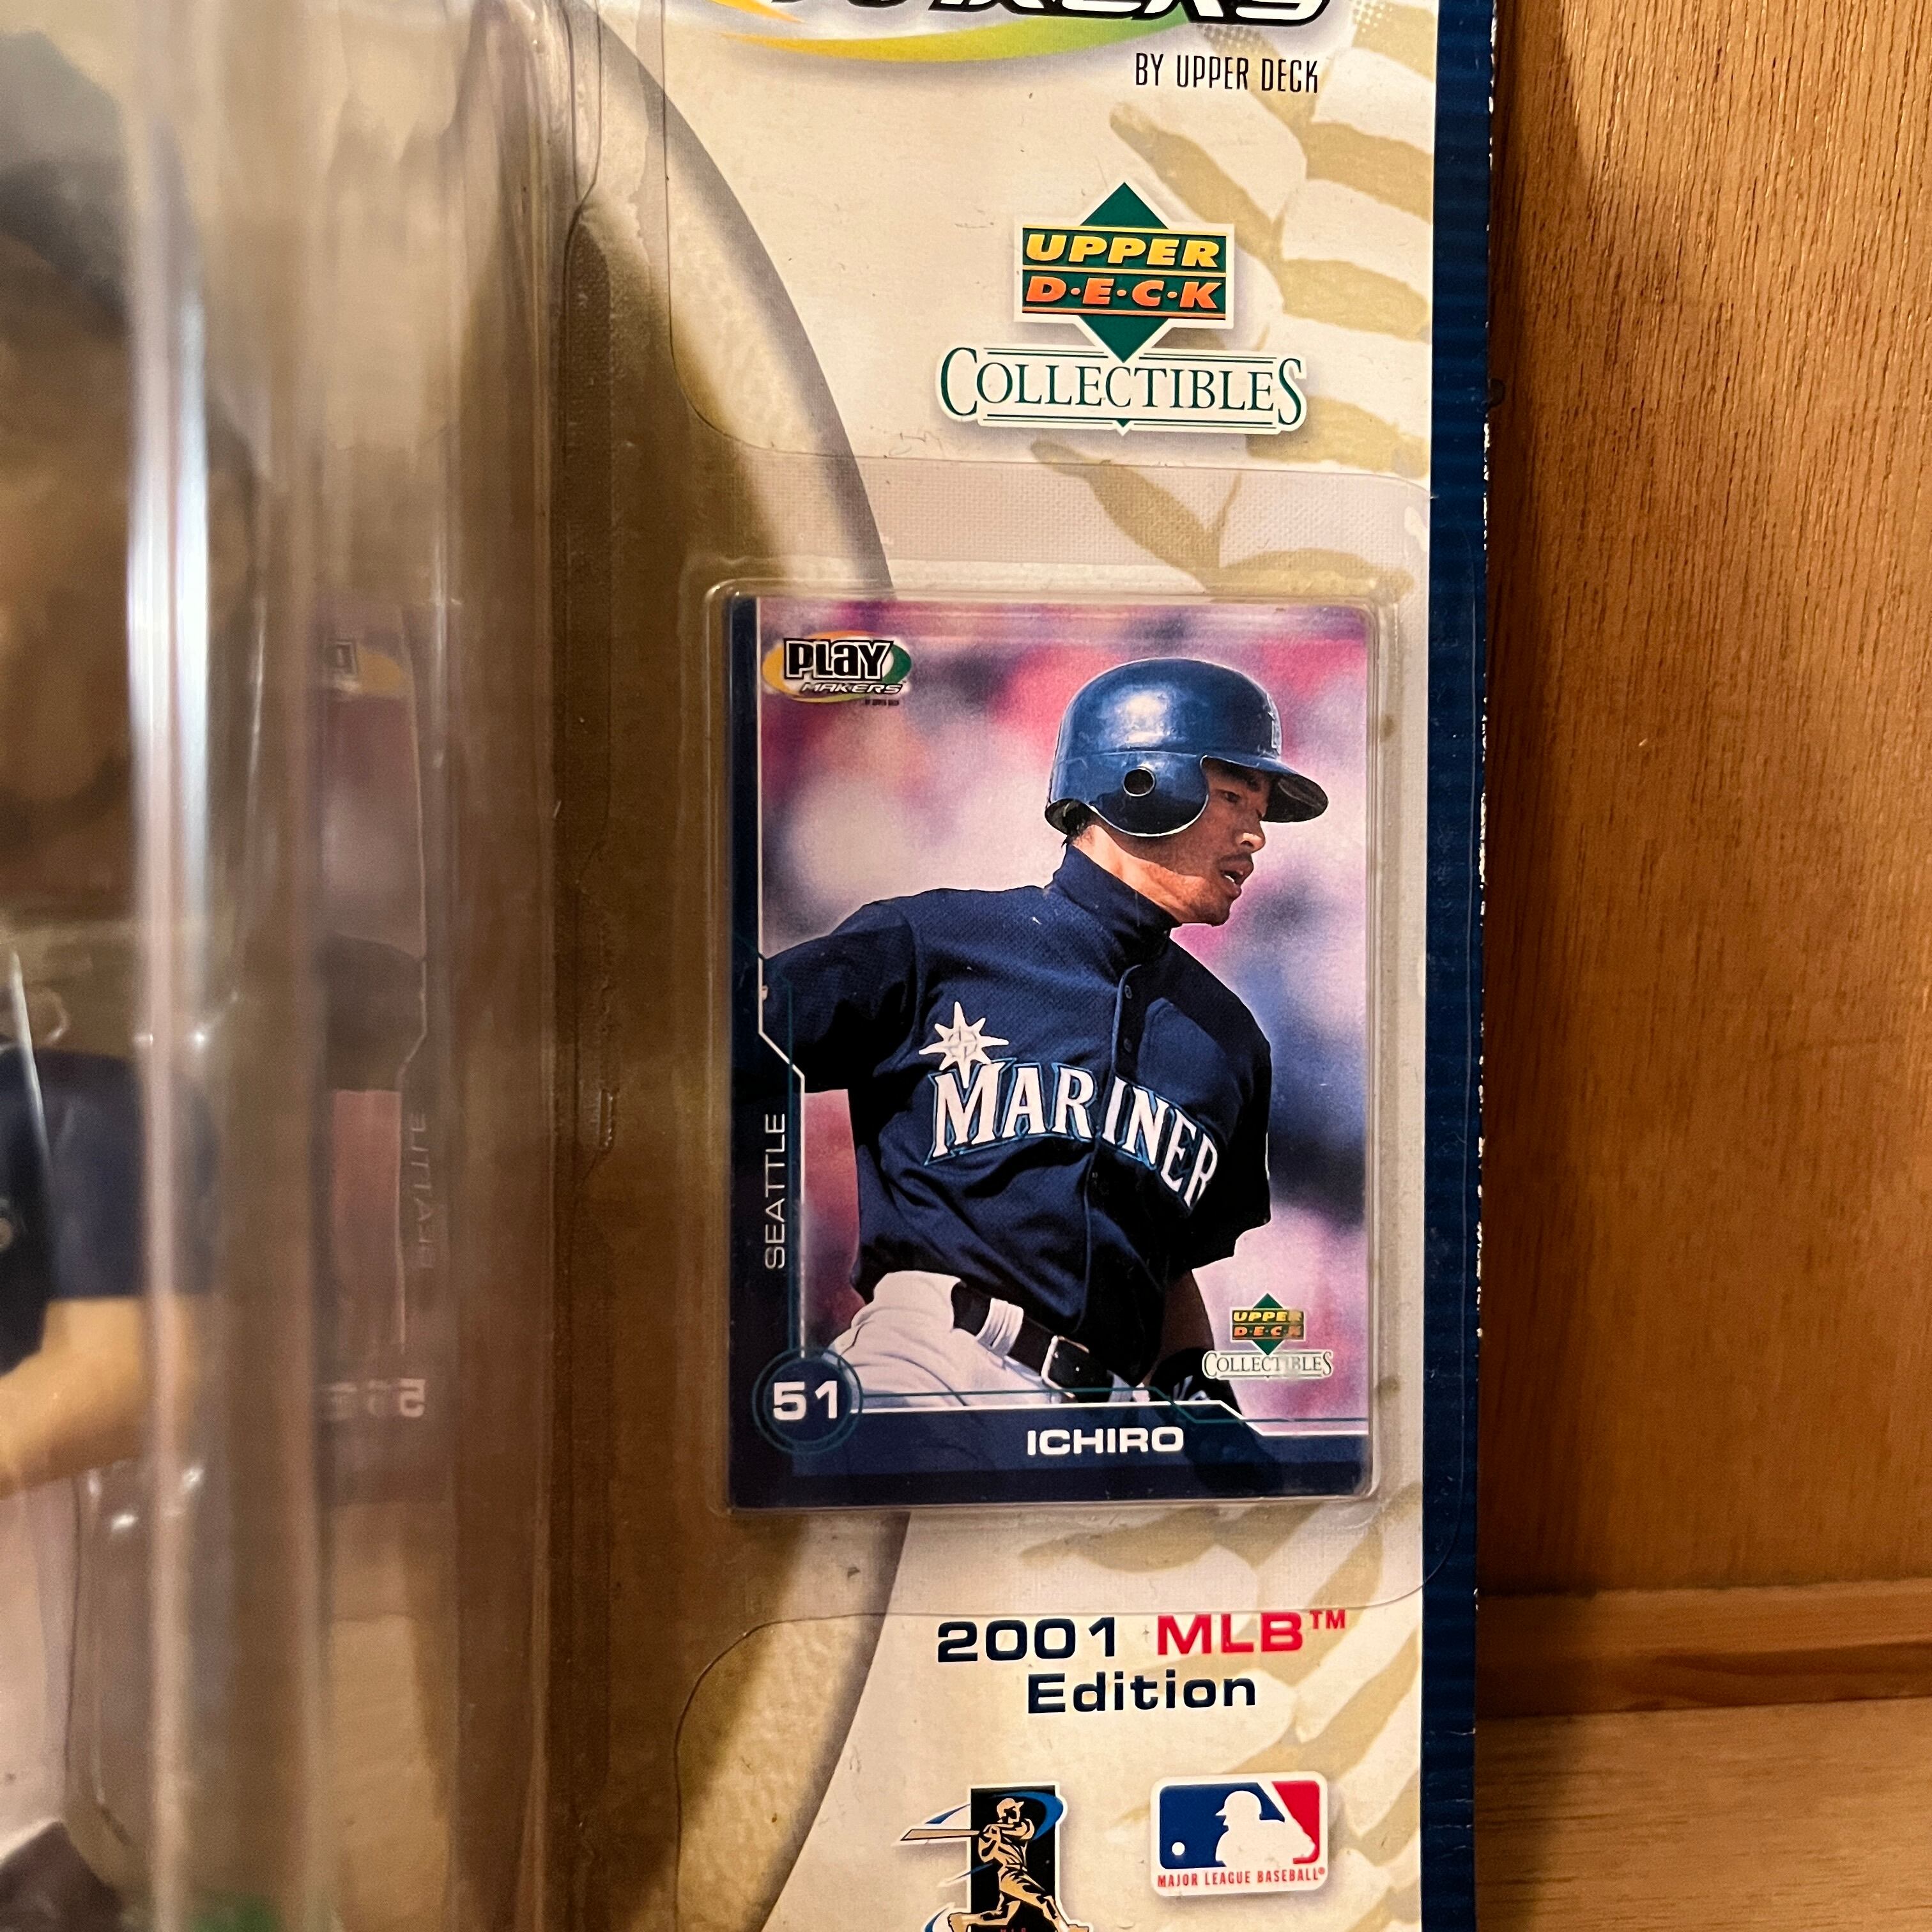 BY UPPER DECK
UPPER
D·E·C·K
COLLECTIBLES
PLAY
MAKERS
MARINER
SEATTLE
UPPER
D·E·C·K
COLLECTIBLES
51
ICHIRO
2001 MLB™
Edition
MAJOR LEAGUE BASEBALL®